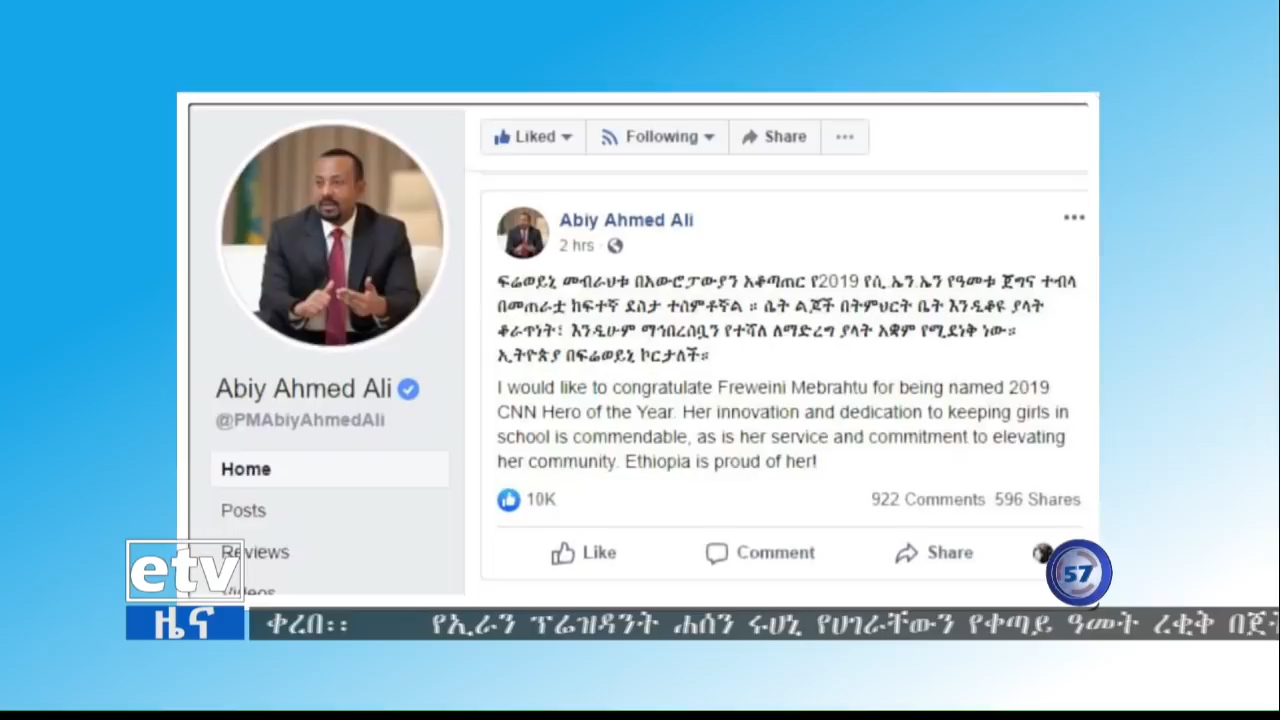 Liked Following Share
Abiy Ahmed Ali
2 hrs
ፍሬወይኒ መብራህቱ በአውሮፓውያን አቆጣጠር የ2019 የሲ ኤን ኤን የዓመቱ ጀግና ተብላ
በመጠራቷ ከፍተኛ ደስታ ተሰምቶኛል ። ሴት ልጆች በትምህርት ቤት እንዲቆዩ ያላት
ቆራጥነት፣ እንዲሁም ማኅበረሰቧን የተሻለ ለማድረግ ያላት አቋም የሚደነቅ ነው።
ኢትዮጵያ በፍሬወይኒ ኮርታለች።
I would like to congratulate Freweini Mebrahtu for being named 2019
CNN Hero of the Year. Her innovation and dedication to keeping girls in
school is commendable, as is her service and commitment to elevating
her community. Ethiopia is proud of her!
10K 922 Comments 596 Shares
Like Comment Share
Abiy Ahmed Ali
@PMAbiyAhmedAli
Home
Posts
Reviews
Videos
etv
57
ዜና
ቀረበ፡፡ የኢራን ፕሬዝዳንት ሐሰን ሩሀኒ የሀገራቸውን የቀጣይ ዓመት ረቂቅ በጀት